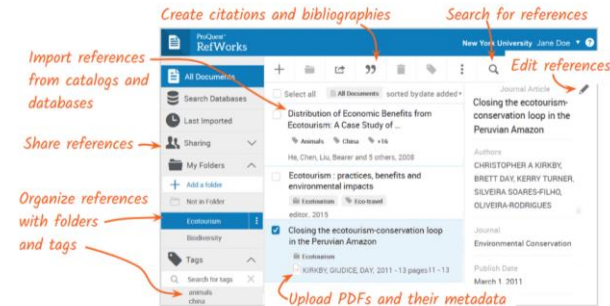 Create citations and bibliographies
Search for references
ProQuest
RefWorks
New York University Jane Doe
Import references
from catalogs and
databases
Edit references
Share references
Organize references
with folders
and tags
All Documents
Search Databases
Last Imported
Sharing
My Folders
Add a folder
Not in Folder
Ecotourism
Biodiversity
Tags
Search for tags
animals
china
Select all All Documents sorted by date added
Distribution of Economic Benefits from
Ecotourism: A Case Study of ...
Animals China +16
He, Chen, Liu, Bearer and 5 others, 2008
Ecotourism : practices, benefits and
environmental impacts
Ecotourism Eco-travel
editor, 2015
Closing the ecotourism-conservation loop
in the Peruvian Amazon
Ecotourism
KIRKBY, GIUDICE, DAY, 2011 - 13 pages11 - 13
Upload PDFs and their metadata
Journal Article
Closing the ecotourism-
conservation loop in the
Peruvian Amazon
Authors
CHRISTOPHER A KIRKBY,
BRETT DAY, KERRY TURNER,
SILVEIRA SOARES-FILHO,
OLIVEIRA-RODRIGUES
Journal
Environmental Conservation
Publish Date
March 1, 2011